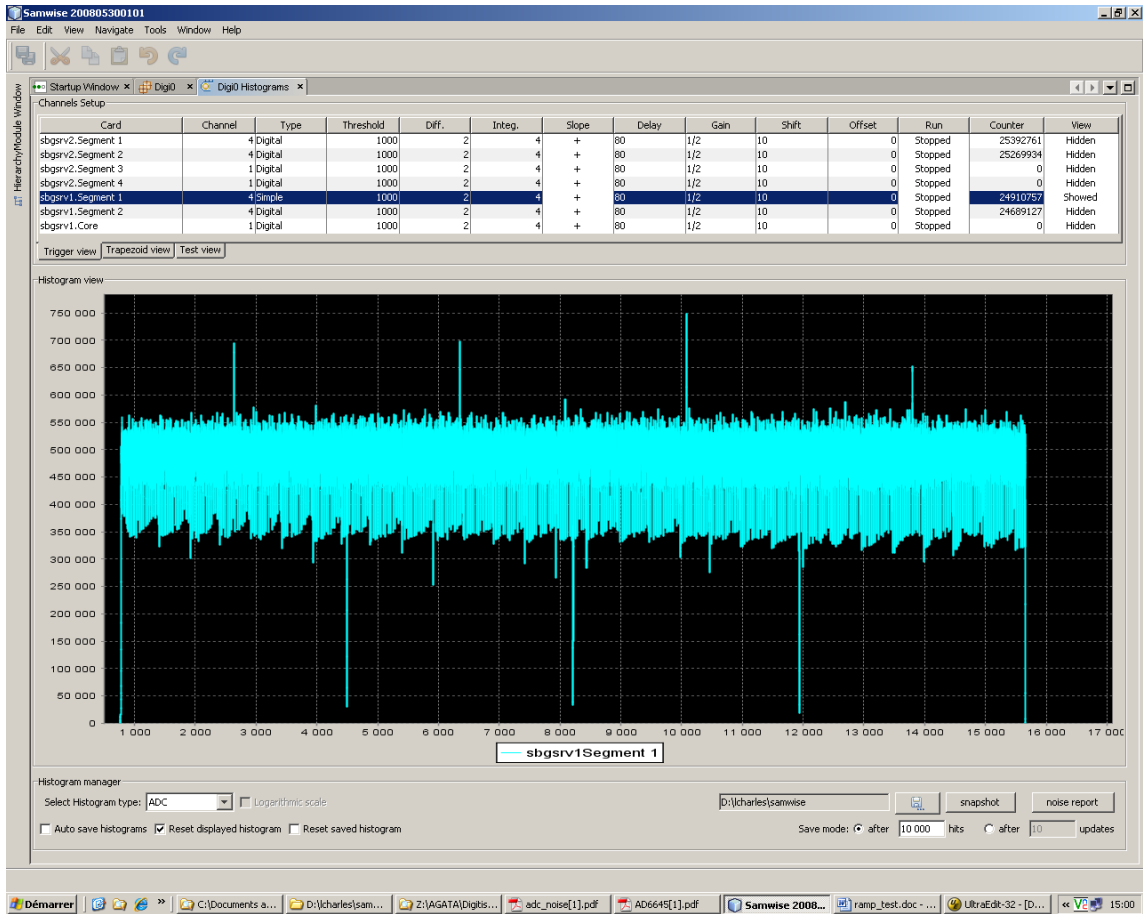 Samwise 200805300101
File Edit View Navigate Tools Window Help
HierarchyModule Window
Startup Window × Digi0 × Digi0 Histograms ×
Channels Setup
Card Channel Type Threshold Diff. Integ. Slope Delay Gain Shift Offset Run Counter View
sbgsrv2.Segment 1 4 Digital 1000 2 4 + 80 1/2 10 0 Stopped 25392761 Hidden
sbgsrv2.Segment 2 4 Digital 1000 2 4 + 80 1/2 10 0 Stopped 25269934 Hidden
sbgsrv2.Segment 3 1 Digital 1000 2 4 + 80 1/2 10 0 Stopped 0 Hidden
sbgsrv2.Segment 4 1 Digital 1000 2 4 + 80 1/2 10 0 Stopped 0 Hidden
sbgsrv1.Segment 1 4 Simple 1000 2 4 + 80 1/2 10 0 Stopped 24910757 Showed
sbgsrv1.Segment 2 4 Digital 1000 2 4 + 80 1/2 10 0 Stopped 24689127 Hidden
sbgsrv1.Core 1 Digital 1000 2 4 + 80 1/2 10 0 Stopped 0 Hidden
Trigger view Trapezoid view Test view
Histogram view
750 000
700 000
650 000
600 000
550 000
500 000
450 000
400 000
350 000
300 000
250 000
200 000
150 000
100 000
50 000
0
1 000 2 000 3 000 4 000 5 000 6 000 7 000 8 000 9 000 10 000 11 000 12 000 13 000 14 000 15 000 16 000 17 000
sbgsrv1Segment 1
Histogram manager
Select Histogram type: ADC Logarithmic scale D:\lcharles\samwise snapshot noise report
Auto save histograms Reset displayed histogram Reset saved histogram Save mode: after 10 000 hits after 10 updates
Démarrer » C:\Documents a... D:\lcharles\sam... Z:\AGATA\Digitis... adc_noise[1].pdf AD6645[1].pdf Samwise 2008... ramp_test.doc - ... UltraEdit-32 - [D... « V2 15:00